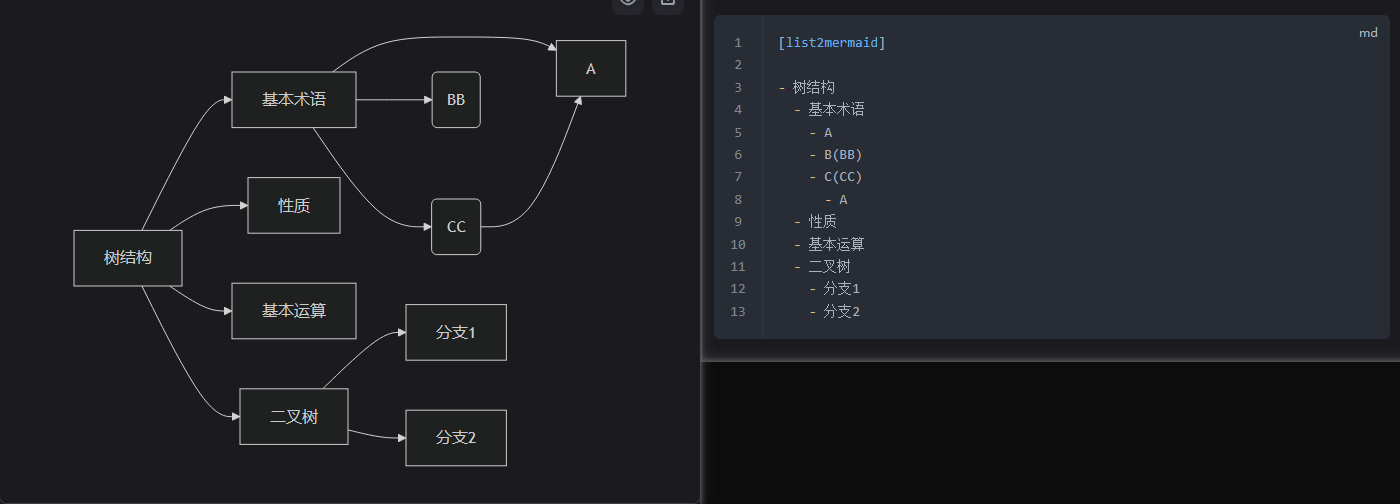 A
基本术语
BB
性质
CC
树结构
基本运算
分支1
二叉树
分支2
md
1 [list2mermaid]
2
3 - 树结构
4 - 基本术语
5 - A
6 - B(BB)
7 - C(CC)
8 - A
9 - 性质
10 - 基本运算
11 - 二叉树
12 - 分支1
13 - 分支2